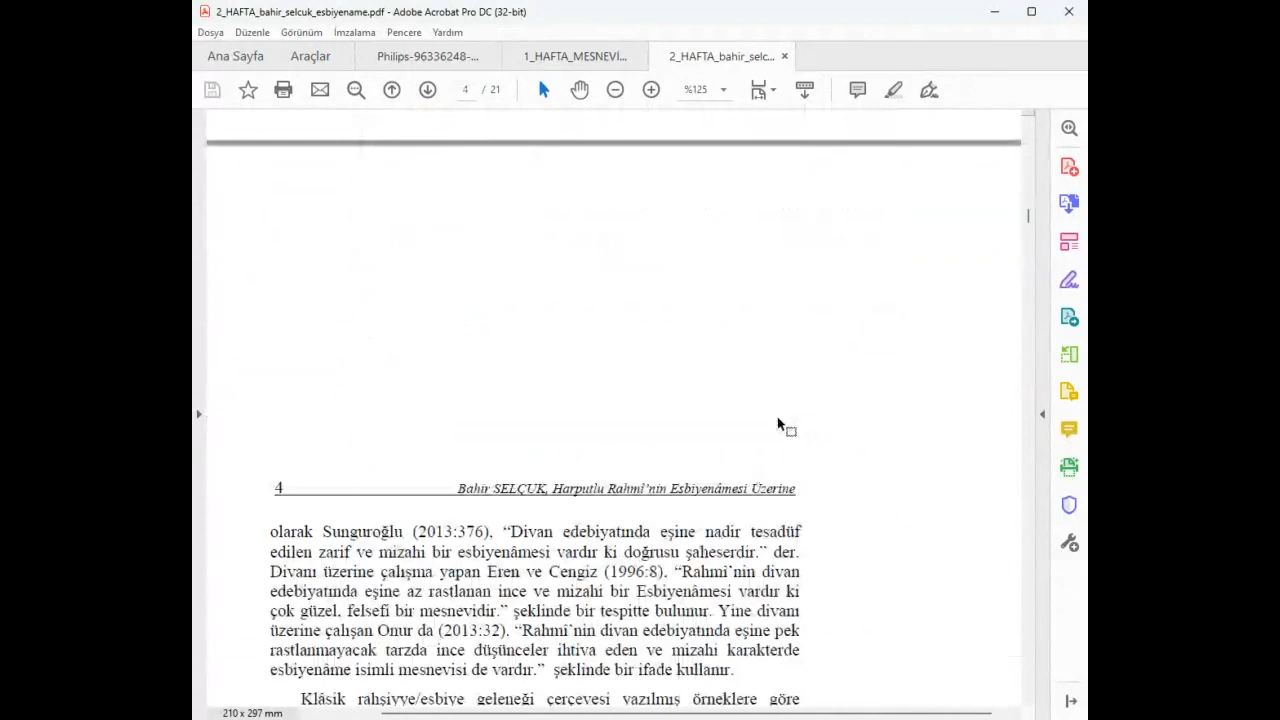 2_HAFTA_bahir_selcuk_esbiyename.pdf - Adobe Acrobat Pro DC (32-bit)
Dosya Düzenle Görünüm İmzalama Pencere Yardım
Ana Sayfa Araçlar Philips-96336248-... 1_HAFTA_MESNEVİ... 2_HAFTA_bahir_selc... ×
4 / 21 %125
4 Bahir SELÇUK, Harputlu Rahmî’nin Esbiyenâmesi Üzerine
olarak Sunguroğlu (2013:376), “Divan edebiyatında eşine nadir tesadüf
edilen zarif ve mizahi bir esbiyenâmesi vardır ki doğrusu şaheserdir.” der.
Divanı üzerine çalışma yapan Eren ve Cengiz (1996:8), “Rahmî’nin divan
edebiyatında eşine az rastlanan ince ve mizahi bir Esbiyenâmesi vardır ki
çok güzel, felsefi bir mesnevidir.” şeklinde bir tespitte bulunur. Yine divanı
üzerine çalışan Onur da (2013:32), “Rahmî’nin divan edebiyatında eşine pek
rastlanmayacak tarzda ince düşünceler ihtiva eden ve mizahi karakterde
esbiyenâme isimli mesnevisi de vardır.” şeklinde bir ifade kullanır.
Klâsik rahşiyye/esbiye geleneği çerçevesi yazılmış örneklere göre
210 x 297 mm